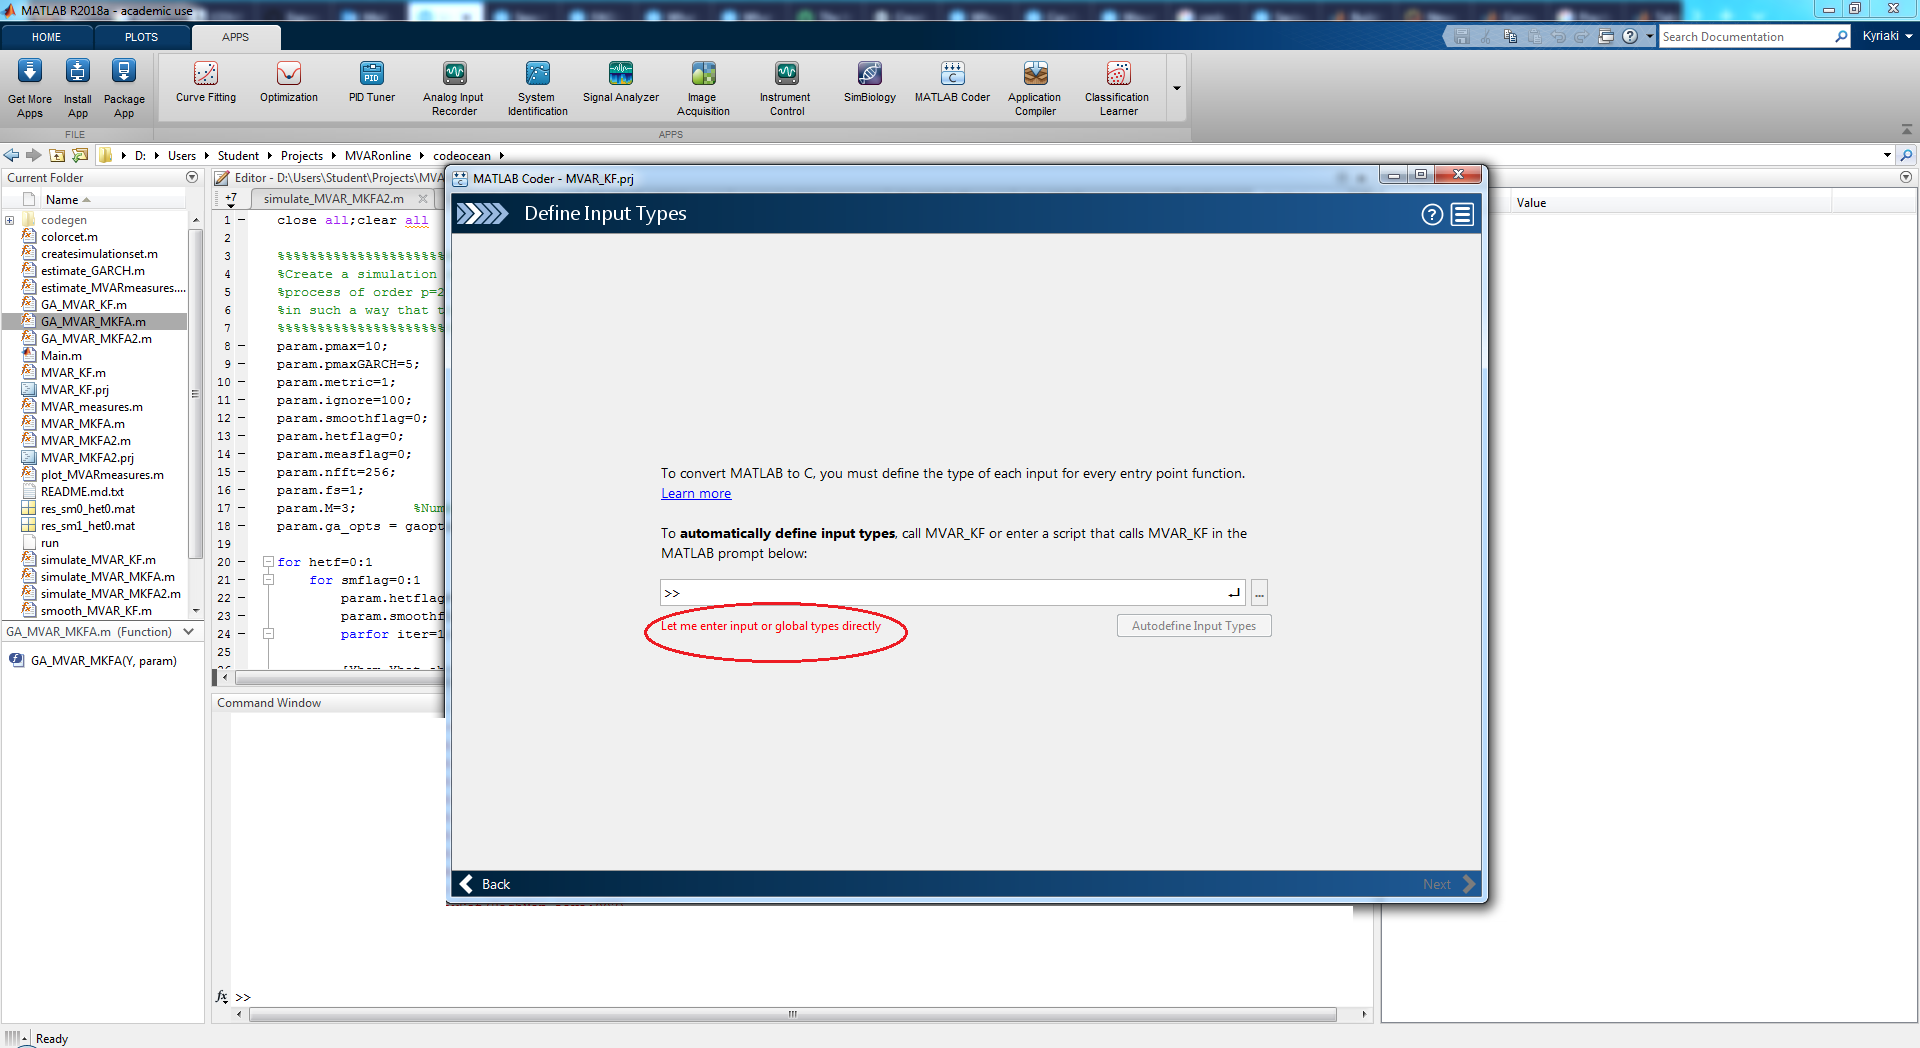 MATLAB R2018a - academic use
HOME
PLOTS
APPS
Search Documentation
Kyriaki
Get More Apps
Install App
Package App
Curve Fitting
Optimization
PID Tuner
Analog Input Recorder
System Identification
Signal Analyzer
Image Acquisition
Instrument Control
SimBiology
MATLAB Coder
Application Compiler
Classification Learner
FILE
APPS
D: Users Student Projects MVARonline codeocean
Current Folder
Name
codegen
colorcet.m
createsimulationset.m
estimate_GARCH.m
estimate_MVARmeasures....
GA_MVAR_KF.m
GA_MVAR_MKFA.m
GA_MVAR_MKFA2.m
Main.m
MVAR_KF.m
MVAR_KF.prj
MVAR_measures.m
MVAR_MKFA.m
MVAR_MKFA2.m
MVAR_MKFA2.prj
plot_MVARmeasures.m
README.md.txt
res_sm0_het0.mat
res_sm1_het0.mat
run
simulate_MVAR_KF.m
simulate_MVAR_MKFA.m
simulate_MVAR_MKFA2.m
smooth_MVAR_KF.m
GA_MVAR_MKFA.m (Function)
GA_MVAR_MKFA(Y, param)
Editor - D:\Users\Student\Projects\MVA
+7
simulate_MVAR_MKFA2.m
1 close all;clear all
2
3 %%%%%%%%%%%%%%%%%%%%%
4 %Create a simulation
5 %process of order p=2
6 %in such a way that t
7 %%%%%%%%%%%%%%%%%%%%%
8 param.pmax=10;
9 param.pmaxGARCH=5;
10 param.metric=1;
11 param.ignore=100;
12 param.smoothflag=0;
13 param.hetflag=0;
14 param.measflag=0;
15 param.nfft=256;
16 param.fs=1;
17 param.M=3; %Num
18 param.ga_opts = gaopt
19
20 for hetf=0:1
21 for smflag=0:1
22 param.hetflag
23 param.smoothf
24 parfor iter=1
25
Command Window
fx >>
Value
MATLAB Coder - MVAR_KF.prj
Define Input Types
To convert MATLAB to C, you must define the type of each input for every entry point function.
Learn more
To automatically define input types, call MVAR_KF or enter a script that calls MVAR_KF in the
MATLAB prompt below:
>>
...
Let me enter input or global types directly
Autodefine Input Types
Back
Next
Ready